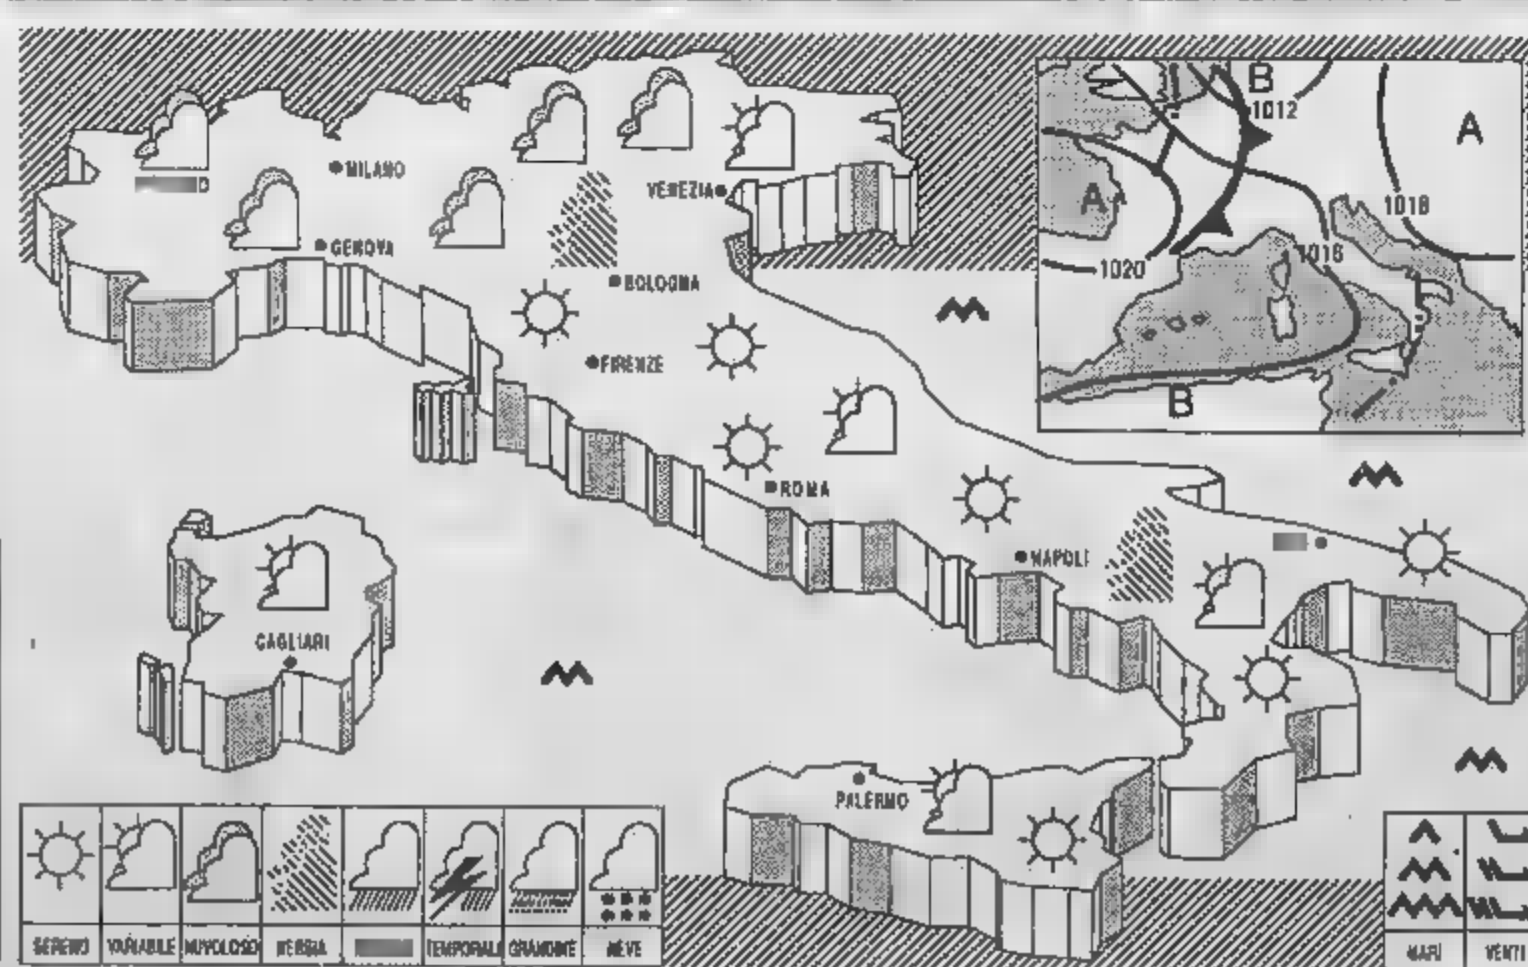 B
1012
A
MILANO
A
VENEZIA
1018
GENOVA
1016
1020
BOLOGNA
FIRENZE
B
ROMA
NAPOLI
CAGLIARI
PALERMO
SERENO VARIABILE NUVOLOSO NEBBIA TEMPORALE GRANDINE NEVE
MARI VENTI